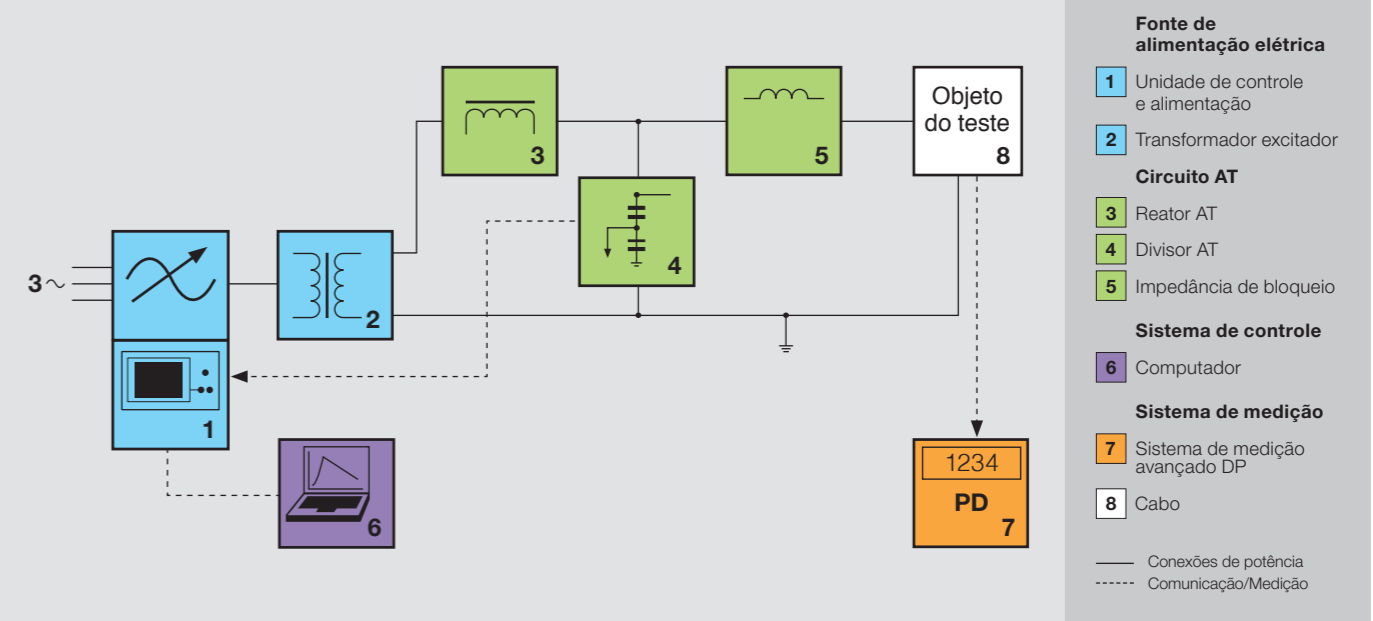 3~
1
2
3
4
5
Objeto
do teste
8
6
1234
PD
7
Fonte de
alimentação elétrica
1 Unidade de controle
e alimentação
2 Transformador excitador
Circuito AT
3 Reator AT
4 Divisor AT
5 Impedância de bloqueio
Sistema de controle
6 Computador
Sistema de medição
7 Sistema de medição
avançado DP
8 Cabo
Conexões de potência
Comunicação/Medição